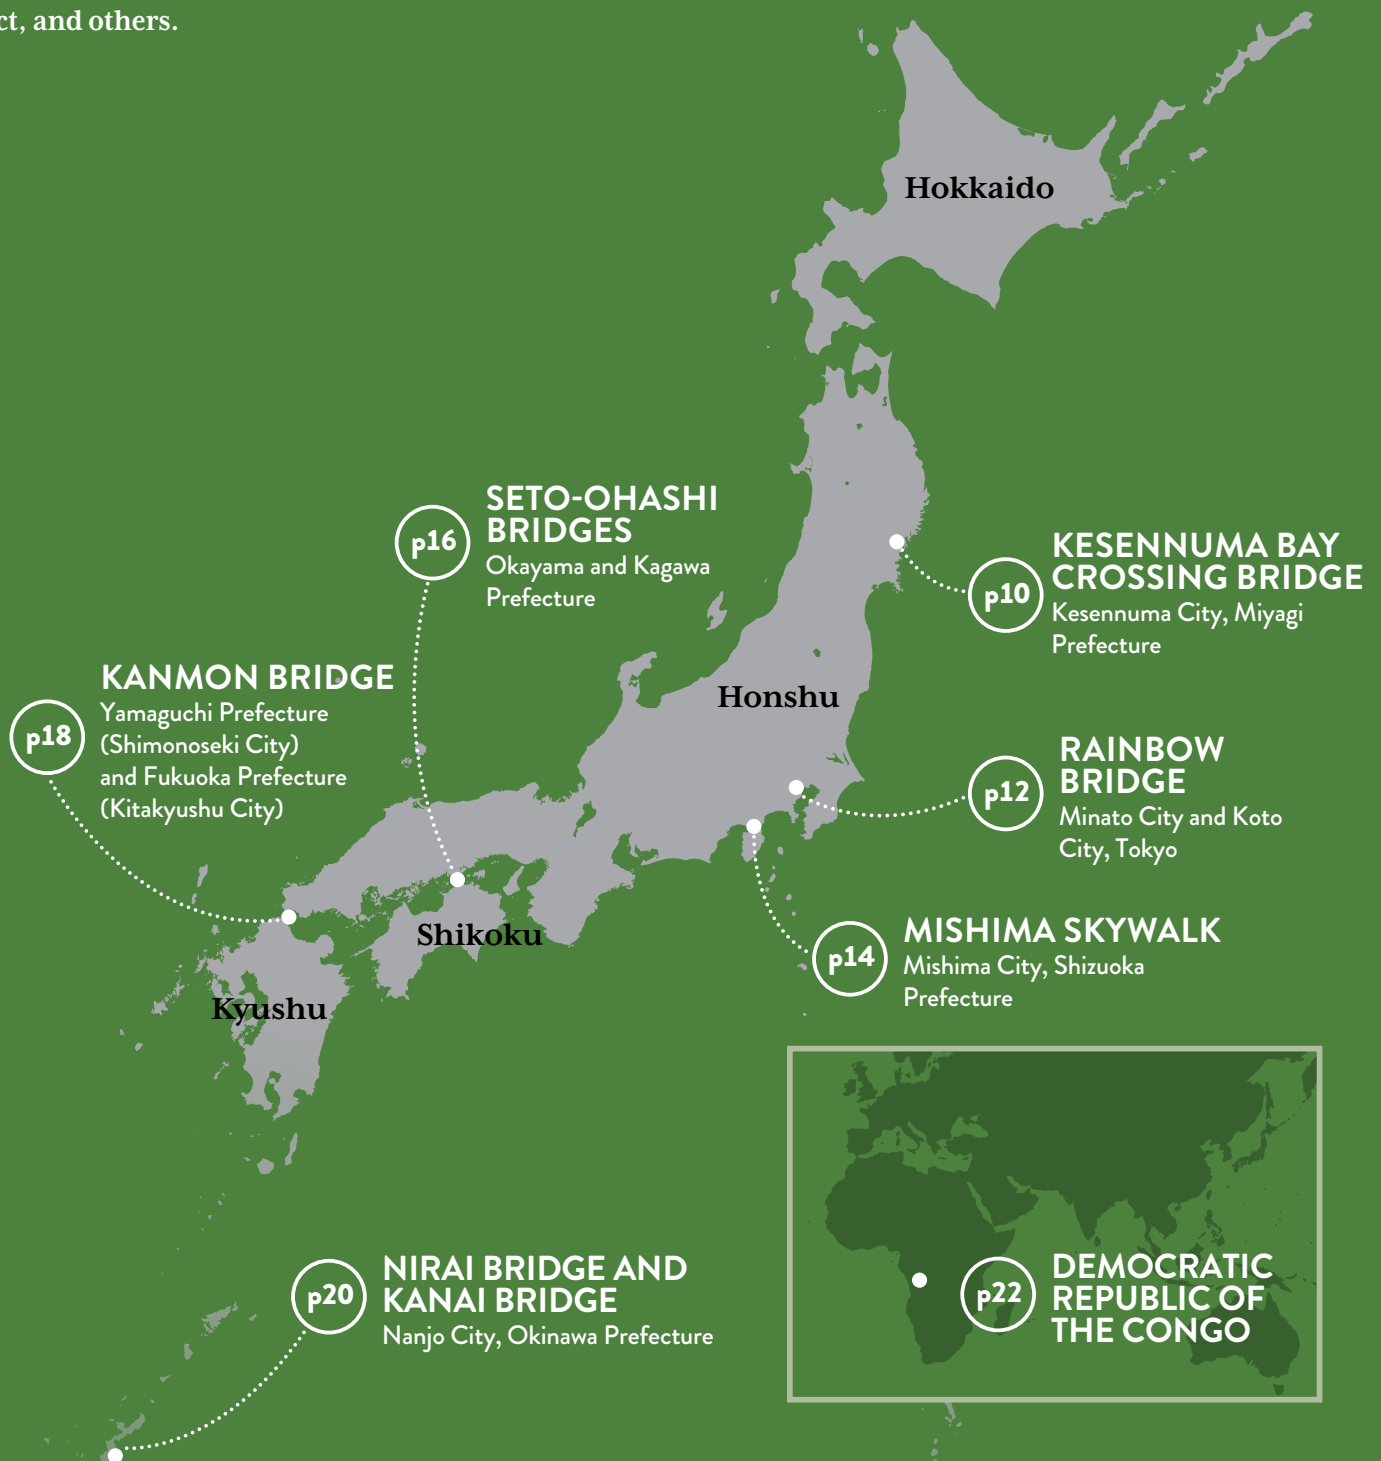 ct, and others.
Hokkaido
SETO-OHASHI
BRIDGES
p16
Okayama and Kagawa
Prefecture
KESENNUMA BAY
CROSSING BRIDGE
p10
Kesennuma City, Miyagi
Prefecture
KANMON BRIDGE
p18
Yamaguchi Prefecture
(Shimonoseki City)
and Fukuoka Prefecture
(Kitakyushu City)
Honshu
RAINBOW
BRIDGE
p12
Minato City and Koto
City, Tokyo
Shikoku
MISHIMA SKYWALK
p14
Mishima City, Shizuoka
Prefecture
Kyushu
NIRAI BRIDGE AND
KANAI BRIDGE
p20
Nanjo City, Okinawa Prefecture
p22
DEMOCRATIC
REPUBLIC OF
THE CONGO